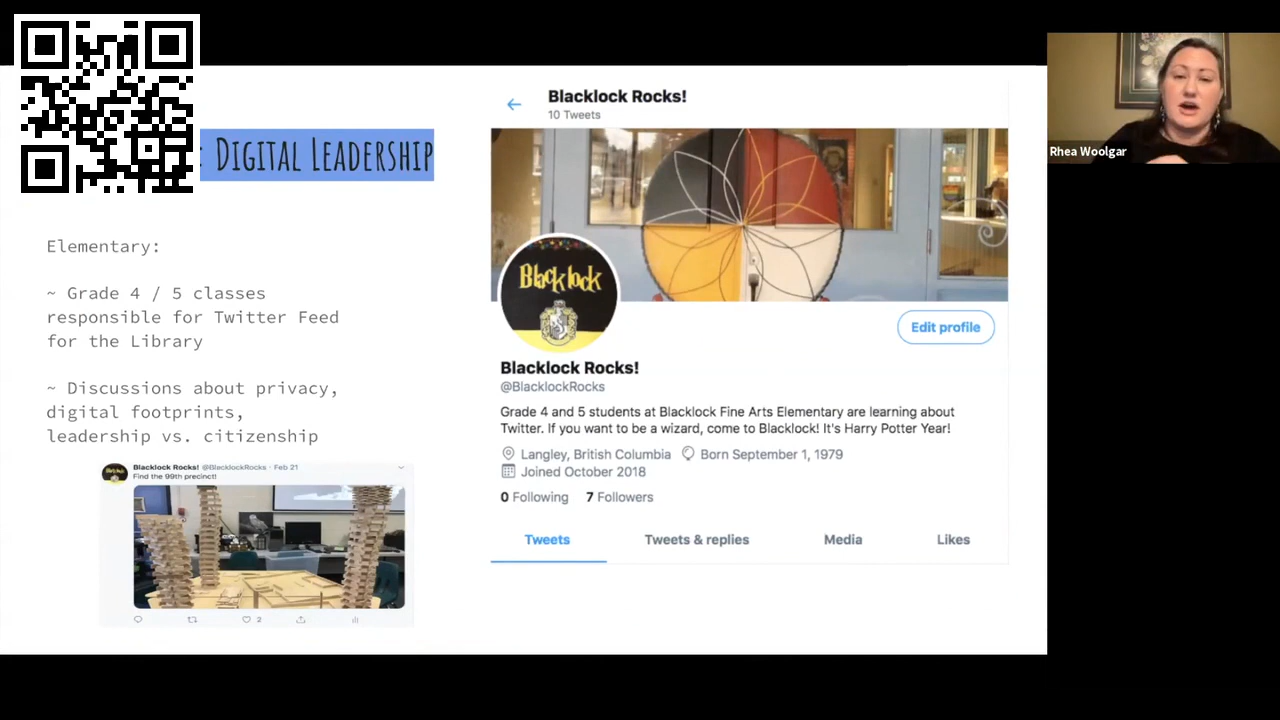 : Digital Leadership
Elementary:
~ Grade 4 / 5 classes
responsible for Twitter Feed
for the Library
~ Discussions about privacy,
digital footprints,
leadership vs. citizenship
Blacklock Rocks! @BlacklockRocks · Feb 21
Find the 99th precinct!
2
Blacklock Rocks!
10 Tweets
Blacklock
Edit profile
Blacklock Rocks!
@BlacklockRocks
Grade 4 and 5 students at Blacklock Fine Arts Elementary are learning about
Twitter. If you want to be a wizard, come to Blacklock! It's Harry Potter Year!
Langley, British Columbia Born September 1, 1979
Joined October 2018
0 Following 7 Followers
Tweets Tweets & replies Media Likes
Rhea Woolgar